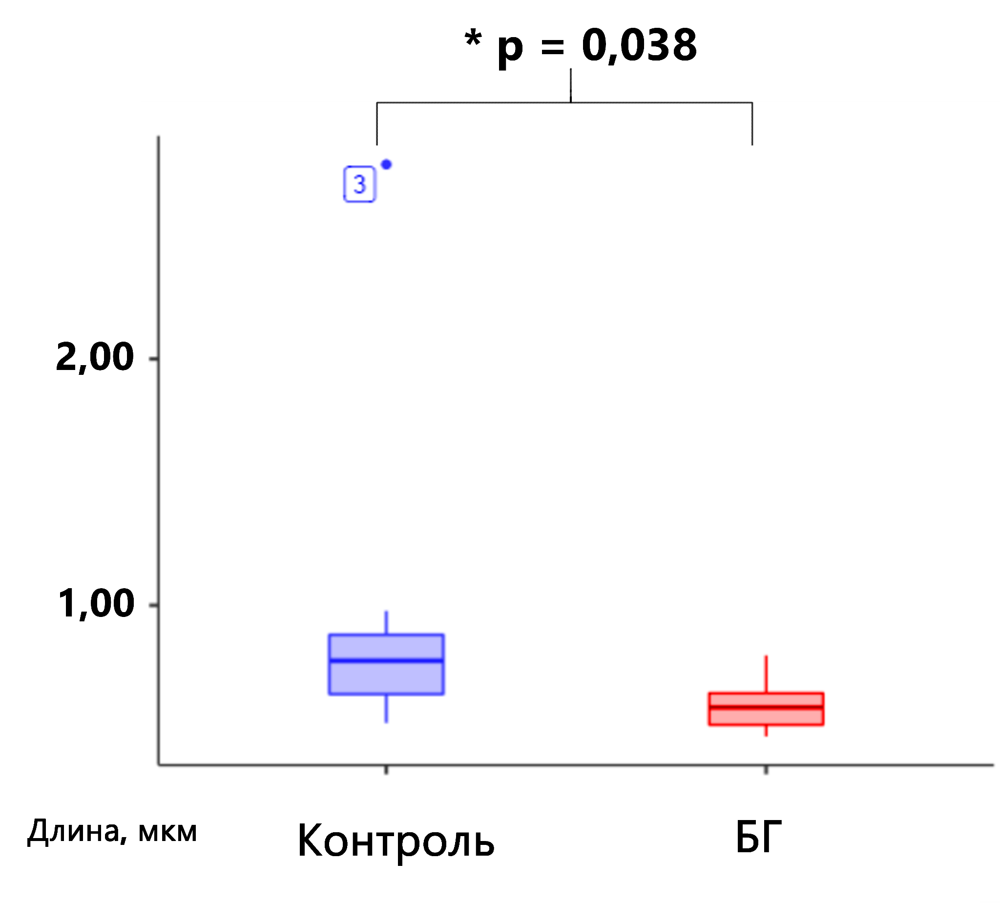 * p = 0,038
3
2,00
1,00
Длина, мкм
Контроль
БГ